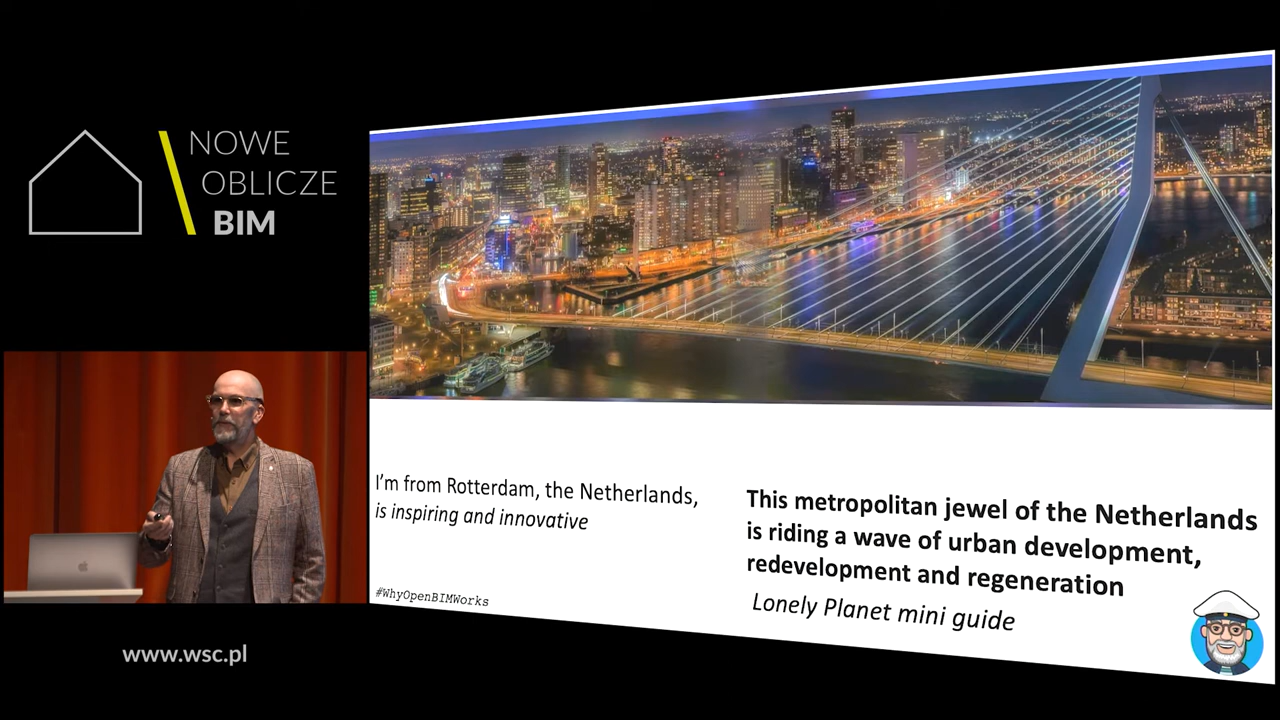 NOWE
OBLICZE
BIM
I'm from Rotterdam, the Netherlands,
is inspiring and innovative
#WhyOpenBIMWorks
This metropolitan jewel of the Netherlands
is riding a wave of urban development,
redevelopment and regeneration
Lonely Planet mini guide
www.wsc.pl